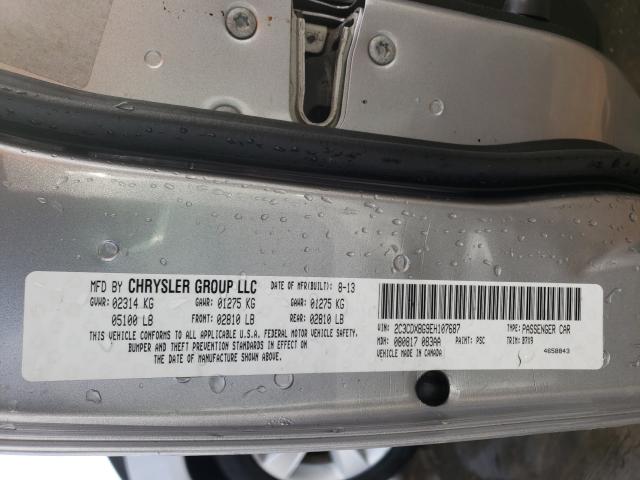 MFD BY CHRYSLER GROUP LLC DATE OF MFR(BUILT): 8-13
GVWR: 02314 KG GAWR: 01275 KG GAWR: 01275 KG
05100 LB FRONT: 02810 LB REAR: 02810 LB
THIS VEHICLE CONFORMS TO ALL APPLICABLE U.S.A. FEDERAL MOTOR VEHICLE SAFETY,
BUMPER AND THEFT PREVENTION STANDARDS IN EFFECT ON
THE DATE OF MANUFACTURE SHOWN ABOVE.
VIN: 2C3CDXBG9EH107687 TYPE: PASSENGER CAR
MDH: 080817 083AA PAINT: PSC TRIM: B7X9
VEHICLE MADE IN CANADA 4658843